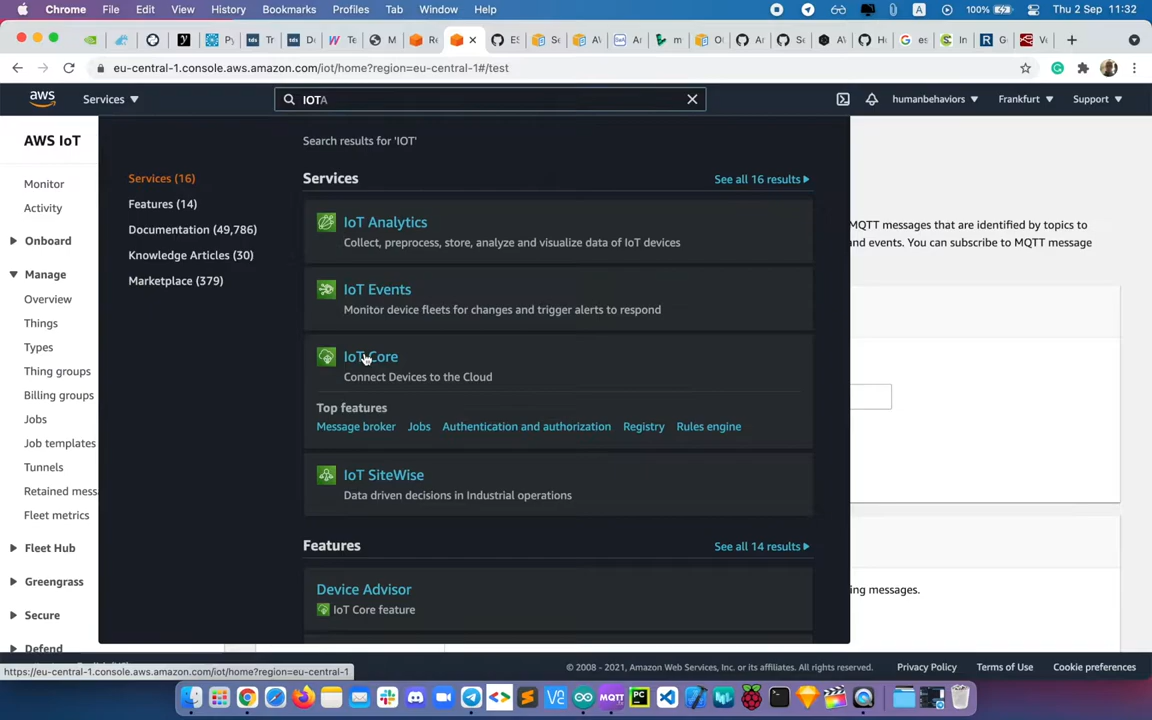 Chrome File Edit View History Bookmarks Profiles Tab Window Help
A
100%
Thu 2 Sep 11:32
eu-central-1.console.aws.amazon.com/iot/home?region=eu-central-1#/test
aws
Services
IOTA
humanbehaviors
Frankfurt
Support
AWS IoT
Monitor
Activity
Onboard
Manage
Overview
Things
Types
Thing groups
Billing groups
Jobs
Job templates
Tunnels
Retained mess
Fleet metrics
Fleet Hub
Greengrass
Secure
Defend
Services (16)
Features (14)
Documentation (49,786)
Knowledge Articles (30)
Marketplace (379)
Search results for 'IOT'
Services
See all 16 results
IoT Analytics
Collect, preprocess, store, analyze and visualize data of IoT devices
IoT Events
Monitor device fleets for changes and trigger alerts to respond
IoT Core
Connect Devices to the Cloud
Top features
Message broker Jobs Authentication and authorization Registry Rules engine
IoT SiteWise
Data driven decisions in Industrial operations
Features
See all 14 results
Device Advisor
IoT Core feature
MQTT messages that are identified by topics to
and events. You can subscribe to MQTT message
ing messages.
https://eu-central-1.console.aws.amazon.com/iot/home?region=eu-central-1
© 2008 - 2021, Amazon Web Services, Inc. or its affiliates. All rights reserved.
Privacy Policy
Terms of Use
Cookie preferences